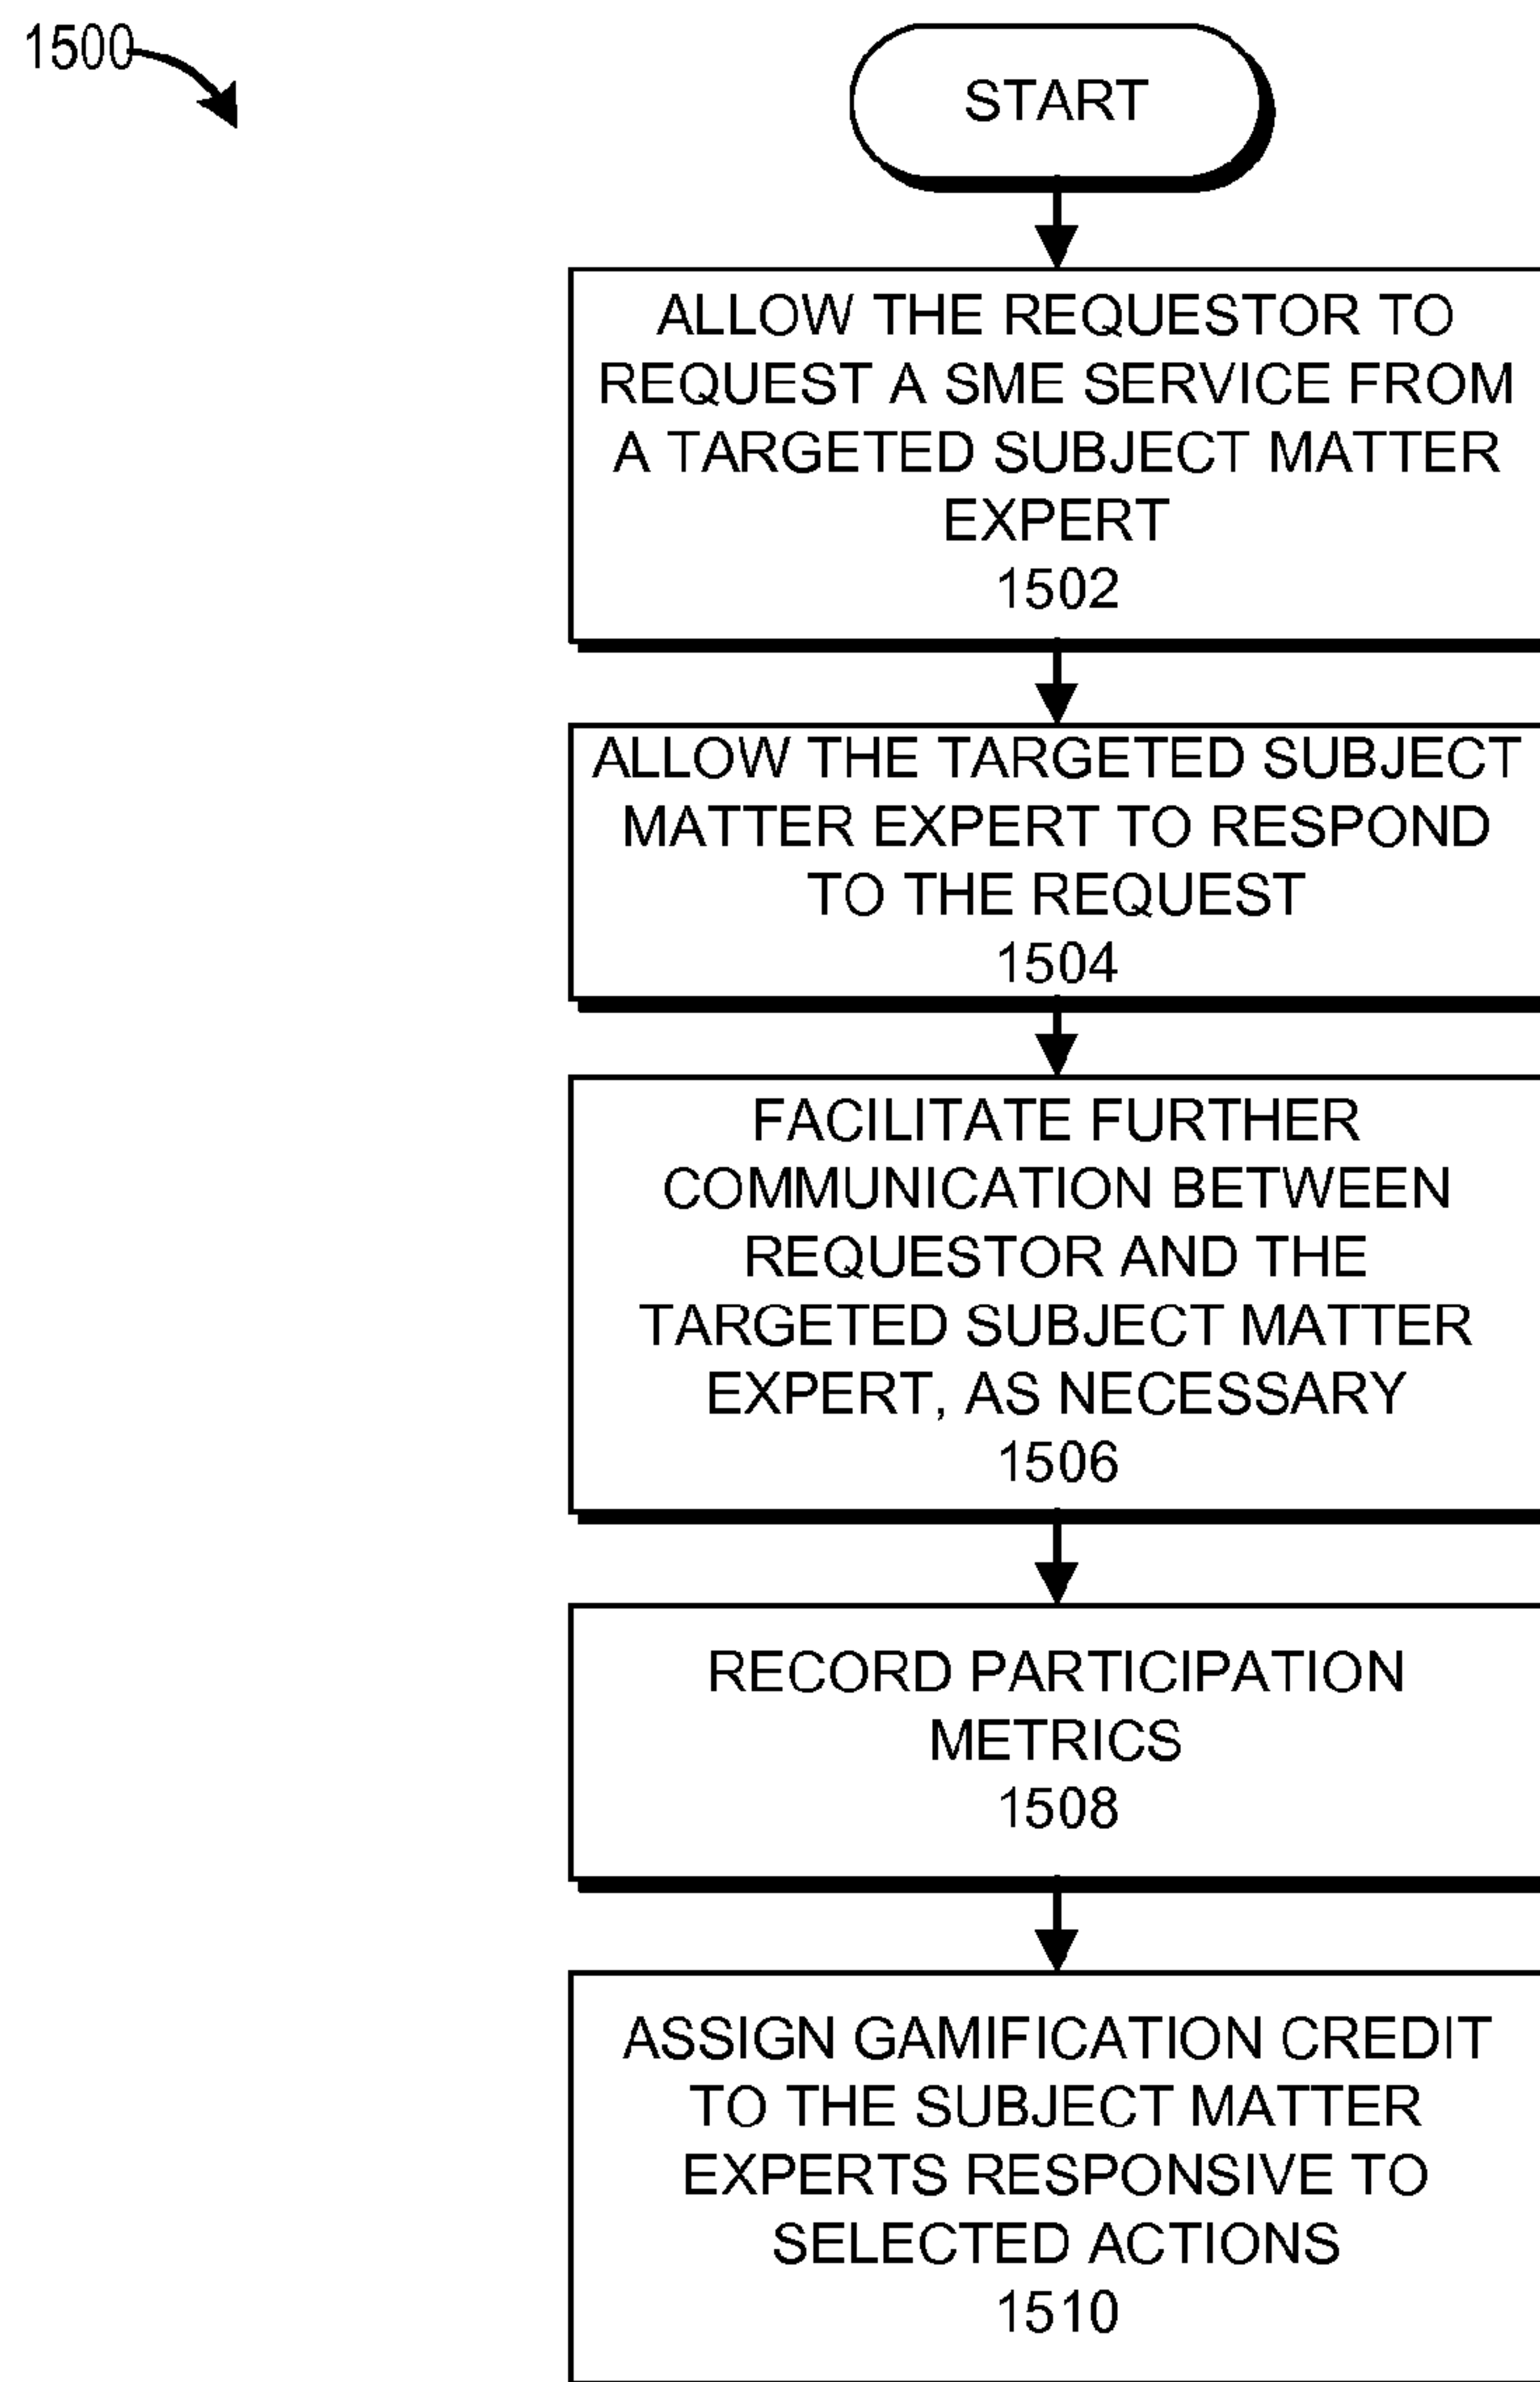 1500
START
ALLOW THE REQUESTOR TO
REQUEST A SME SERVICE FROM
A TARGETED SUBJECT MATTER
EXPERT
1502
ALLOW THE TARGETED SUBJECT
MATTER EXPERT TO RESPOND
TO THE REQUEST
1504
FACILITATE FURTHER
COMMUNICATION BETWEEN
REQUESTOR AND THE
TARGETED SUBJECT MATTER
EXPERT, AS NECESSARY
1506
RECORD PARTICIPATION
METRICS
1508
ASSIGN GAMIFICATION CREDIT
TO THE SUBJECT MATTER
EXPERTS RESPONSIVE TO
SELECTED ACTIONS
1510